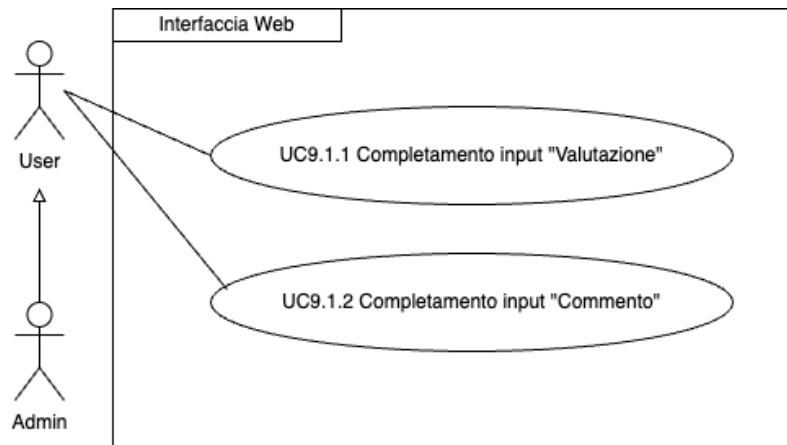 Interfaccia Web
User
UC9.1.1 Completamento input "Valutazione"
UC9.1.2 Completamento input "Commento"
Admin